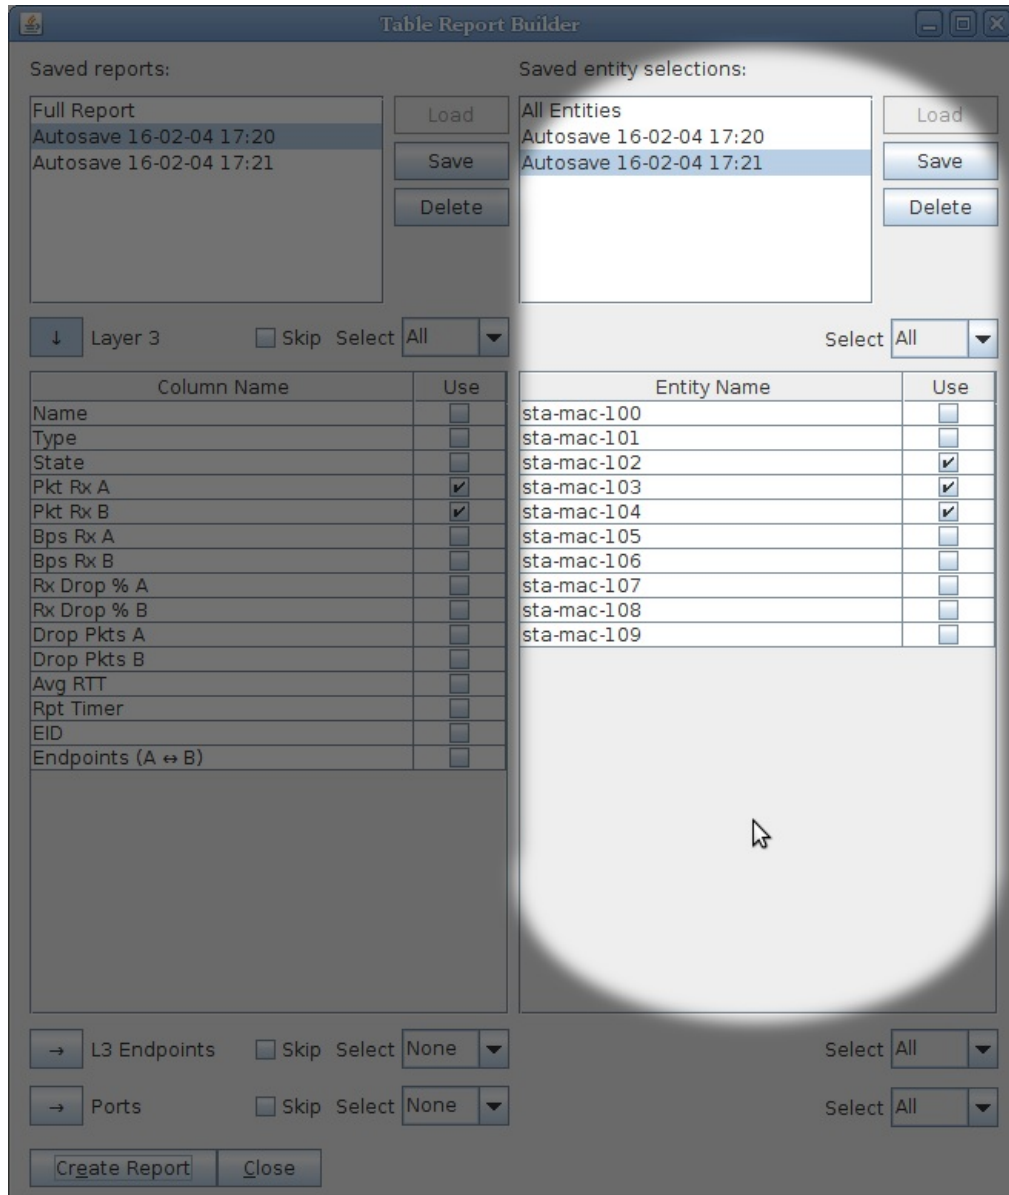 Table Report Builder
Saved reports:
Full Report
Autosave 16-02-04 17:20
Autosave 16-02-04 17:21
Load
Save
Delete
Saved entity selections:
All Entities
Autosave 16-02-04 17:20
Autosave 16-02-04 17:21
Load
Save
Delete
↓ Layer 3 Skip Select All
Select All
Column Name Use
Name
Type
State
Pkt Rx A
Pkt Rx B
Bps Rx A
Bps Rx B
Rx Drop % A
Rx Drop % B
Drop Pkts A
Drop Pkts B
Avg RTT
Rpt Timer
EID
Endpoints (A ↔ B)
Entity Name Use
sta-mac-100
sta-mac-101
sta-mac-102
sta-mac-103
sta-mac-104
sta-mac-105
sta-mac-106
sta-mac-107
sta-mac-108
sta-mac-109
→ L3 Endpoints Skip Select None
Select All
→ Ports Skip Select None
Select All
Create Report Close